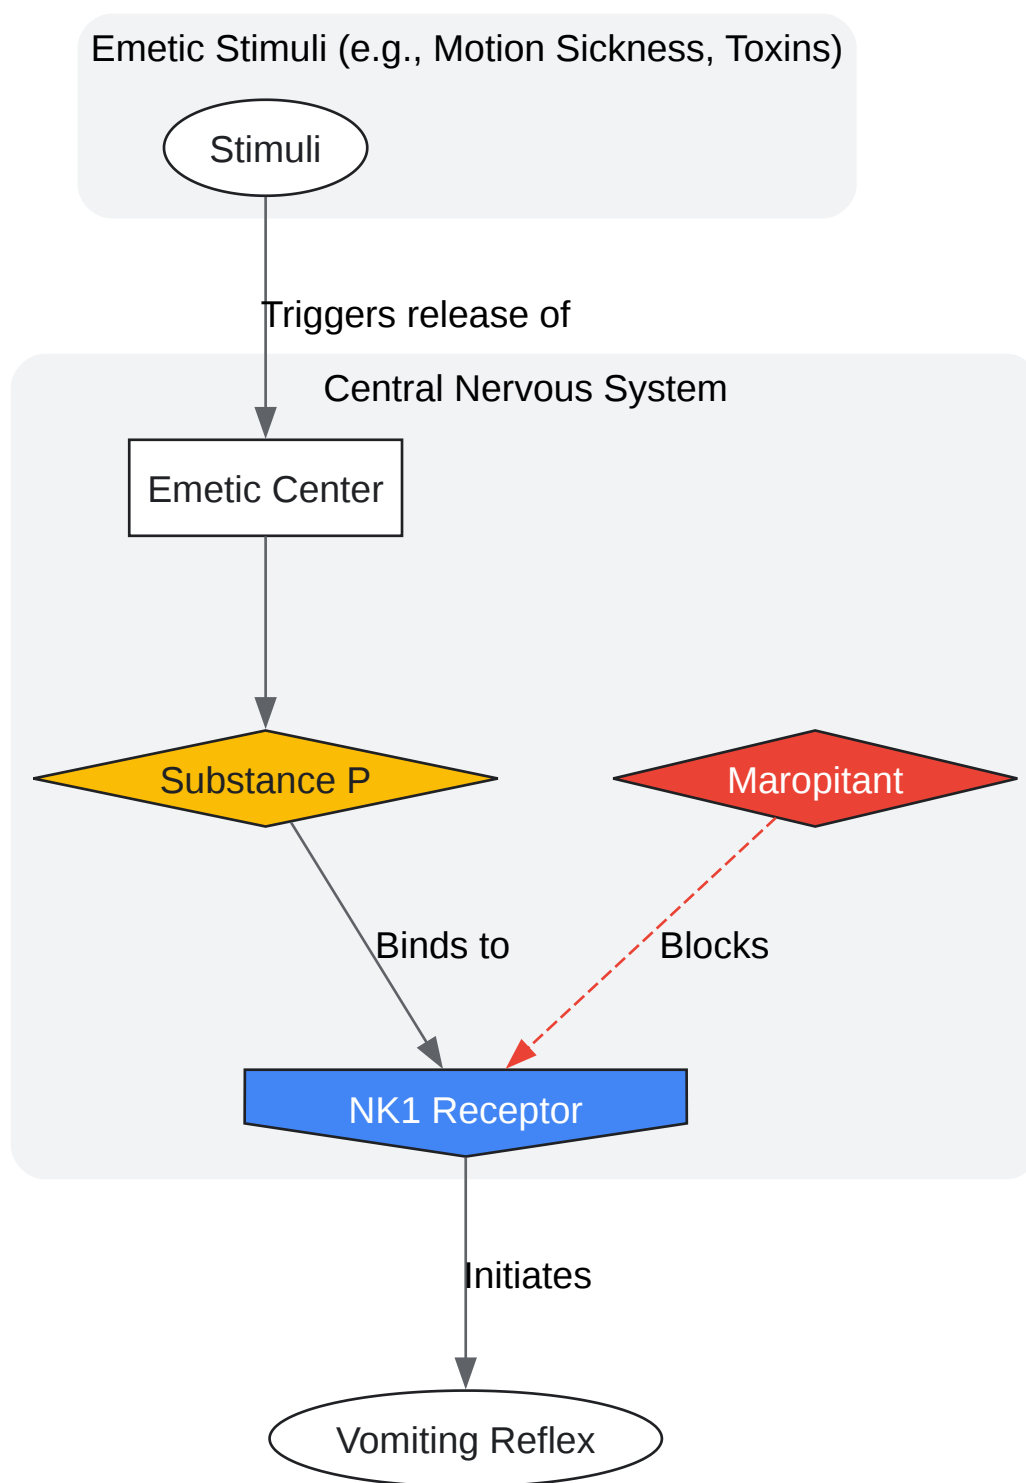 Emetic Stimuli (e.g., Motion Sickness, Toxins)
Stimuli
Triggers release of
Central Nervous System
Emetic Center
Substance P
Maropitant
Binds to
Blocks
NK1 Receptor
Initiates
Vomiting Reflex